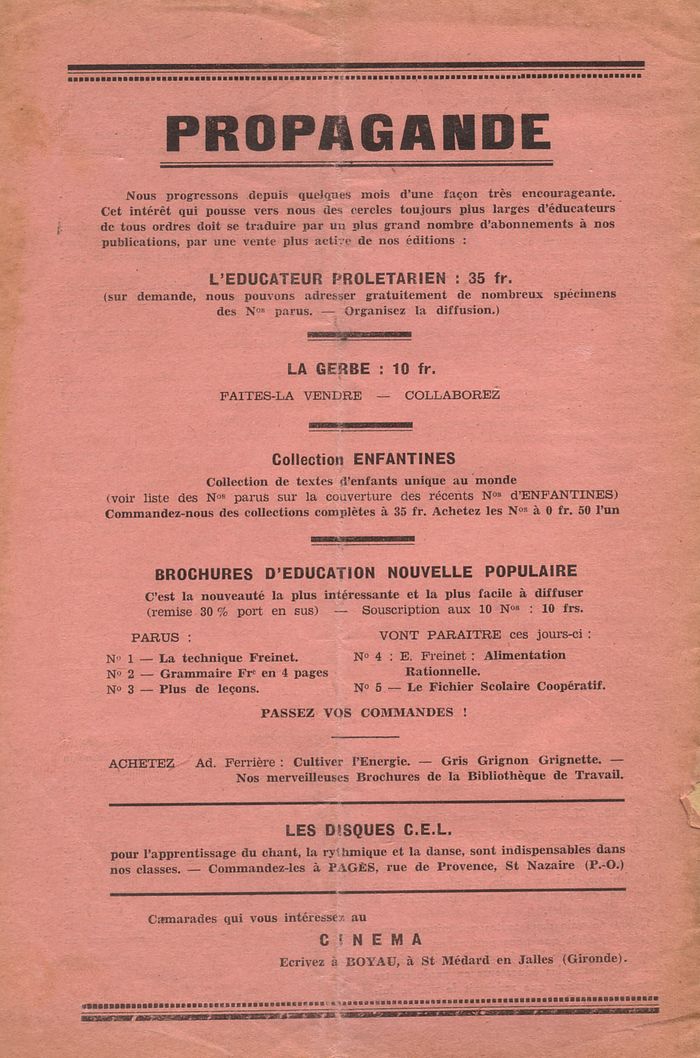 PROPAGANDE
Nous progressons depuis quelques mois d'une façon très encourageante.
Cet intérêt qui pousse vers nous des cercles toujours plus larges d'éducateurs
de tous ordres doit se traduire par un plus grand nombre d'abonnements à nos
publications, par une vente plus active de nos éditions :
L'EDUCATEUR PROLETARIEN : 35 fr.
(sur demande, nous pouvons adresser gratuitement de nombreux spécimens
des Nos parus. — Organisez la diffusion.)
LA GERBE : 10 fr.
FAITES-LA VENDRE — COLLABOREZ
Collection ENFANTINES
Collection de textes d'enfants unique au monde
(voir liste des Nos parus sur la couverture des récents Nos d'ENFANTINES)
Commandez-nous des collections complètes à 35 fr. Achetez les Nos à 0 fr. 50 l'un
BROCHURES D'EDUCATION NOUVELLE POPULAIRE
C'est la nouveauté la plus intéressante et la plus facile à diffuser
(remise 30 % port en sus) — Souscription aux 10 Nos : 10 frs.
PARUS :
No 1 — La technique Freinet.
No 2 — Grammaire Fre en 4 pages
No 3 — Plus de leçons.
VONT PARAITRE ces jours-ci :
No 4 : E. Freinet : Alimentation
Rationnelle.
No 5 — Le Fichier Scolaire Coopératif.
PASSEZ VOS COMMANDES !
ACHETEZ Ad. Ferrière : Cultiver l'Energie. — Gris Grignon Grignette. —
Nos merveilleuses Brochures de la Bibliothèque de Travail.
LES DISQUES C.E.L.
pour l'apprentissage du chant, la rythmique et la danse, sont indispensables dans
nos classes. — Commandez-les à PAGÈS, rue de Provence, St Nazaire (P.-O.)
Camarades qui vous intéressez au
CINEMA
Ecrivez à BOYAU, à St Médard en Jalles (Gironde).